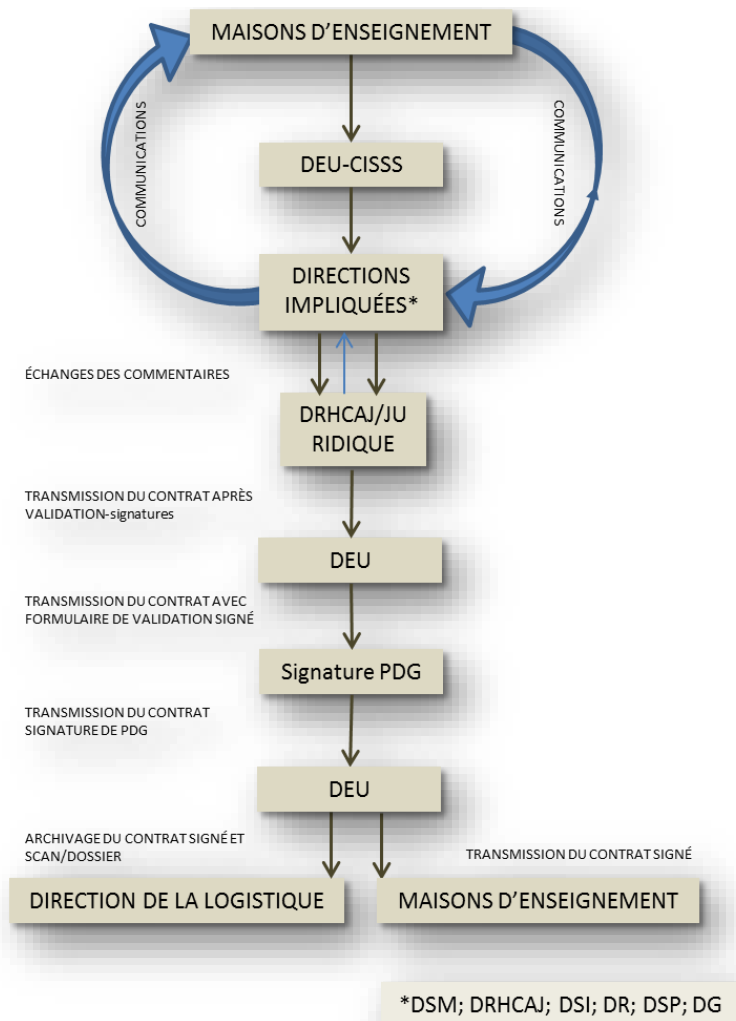 MAISONS D'ENSEIGNEMENT
COMMUNICATIONS
COMMUNICATIONS
DEU-CISSS
DIRECTIONS
IMPLIQUÉES*
ÉCHANGES DES COMMENTAIRES
DRHCAJ/JU
RIDIQUE
TRANSMISSION DU CONTRAT APRÈS
VALIDATION-signatures
DEU
TRANSMISSION DU CONTRAT AVEC
FORMULAIRE DE VALIDATION SIGNÉ
Signature PDG
TRANSMISSION DU CONTRAT
SIGNATURE DE PDG
DEU
ARCHIVAGE DU CONTRAT SIGNÉ ET
SCAN/DOSSIER
TRANSMISSION DU CONTRAT SIGNÉ
DIRECTION DE LA LOGISTIQUE
MAISONS D'ENSEIGNEMENT
*DSM; DRHCAJ; DSI; DR; DSP; DG